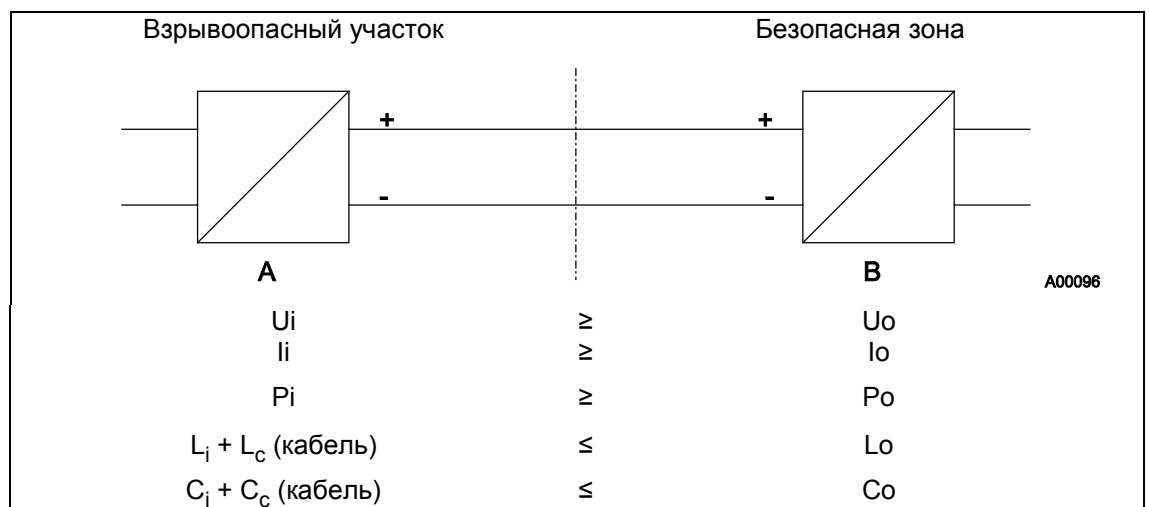 Взрывоопасный участок Безопасная зона
+ +
- -
A B
A00096
Ui ≥ Uo
Ii ≥ Io
Pi ≥ Po
Li + Lc (кабель) ≤ Lo
Ci + Cc (кабель) ≤ Co